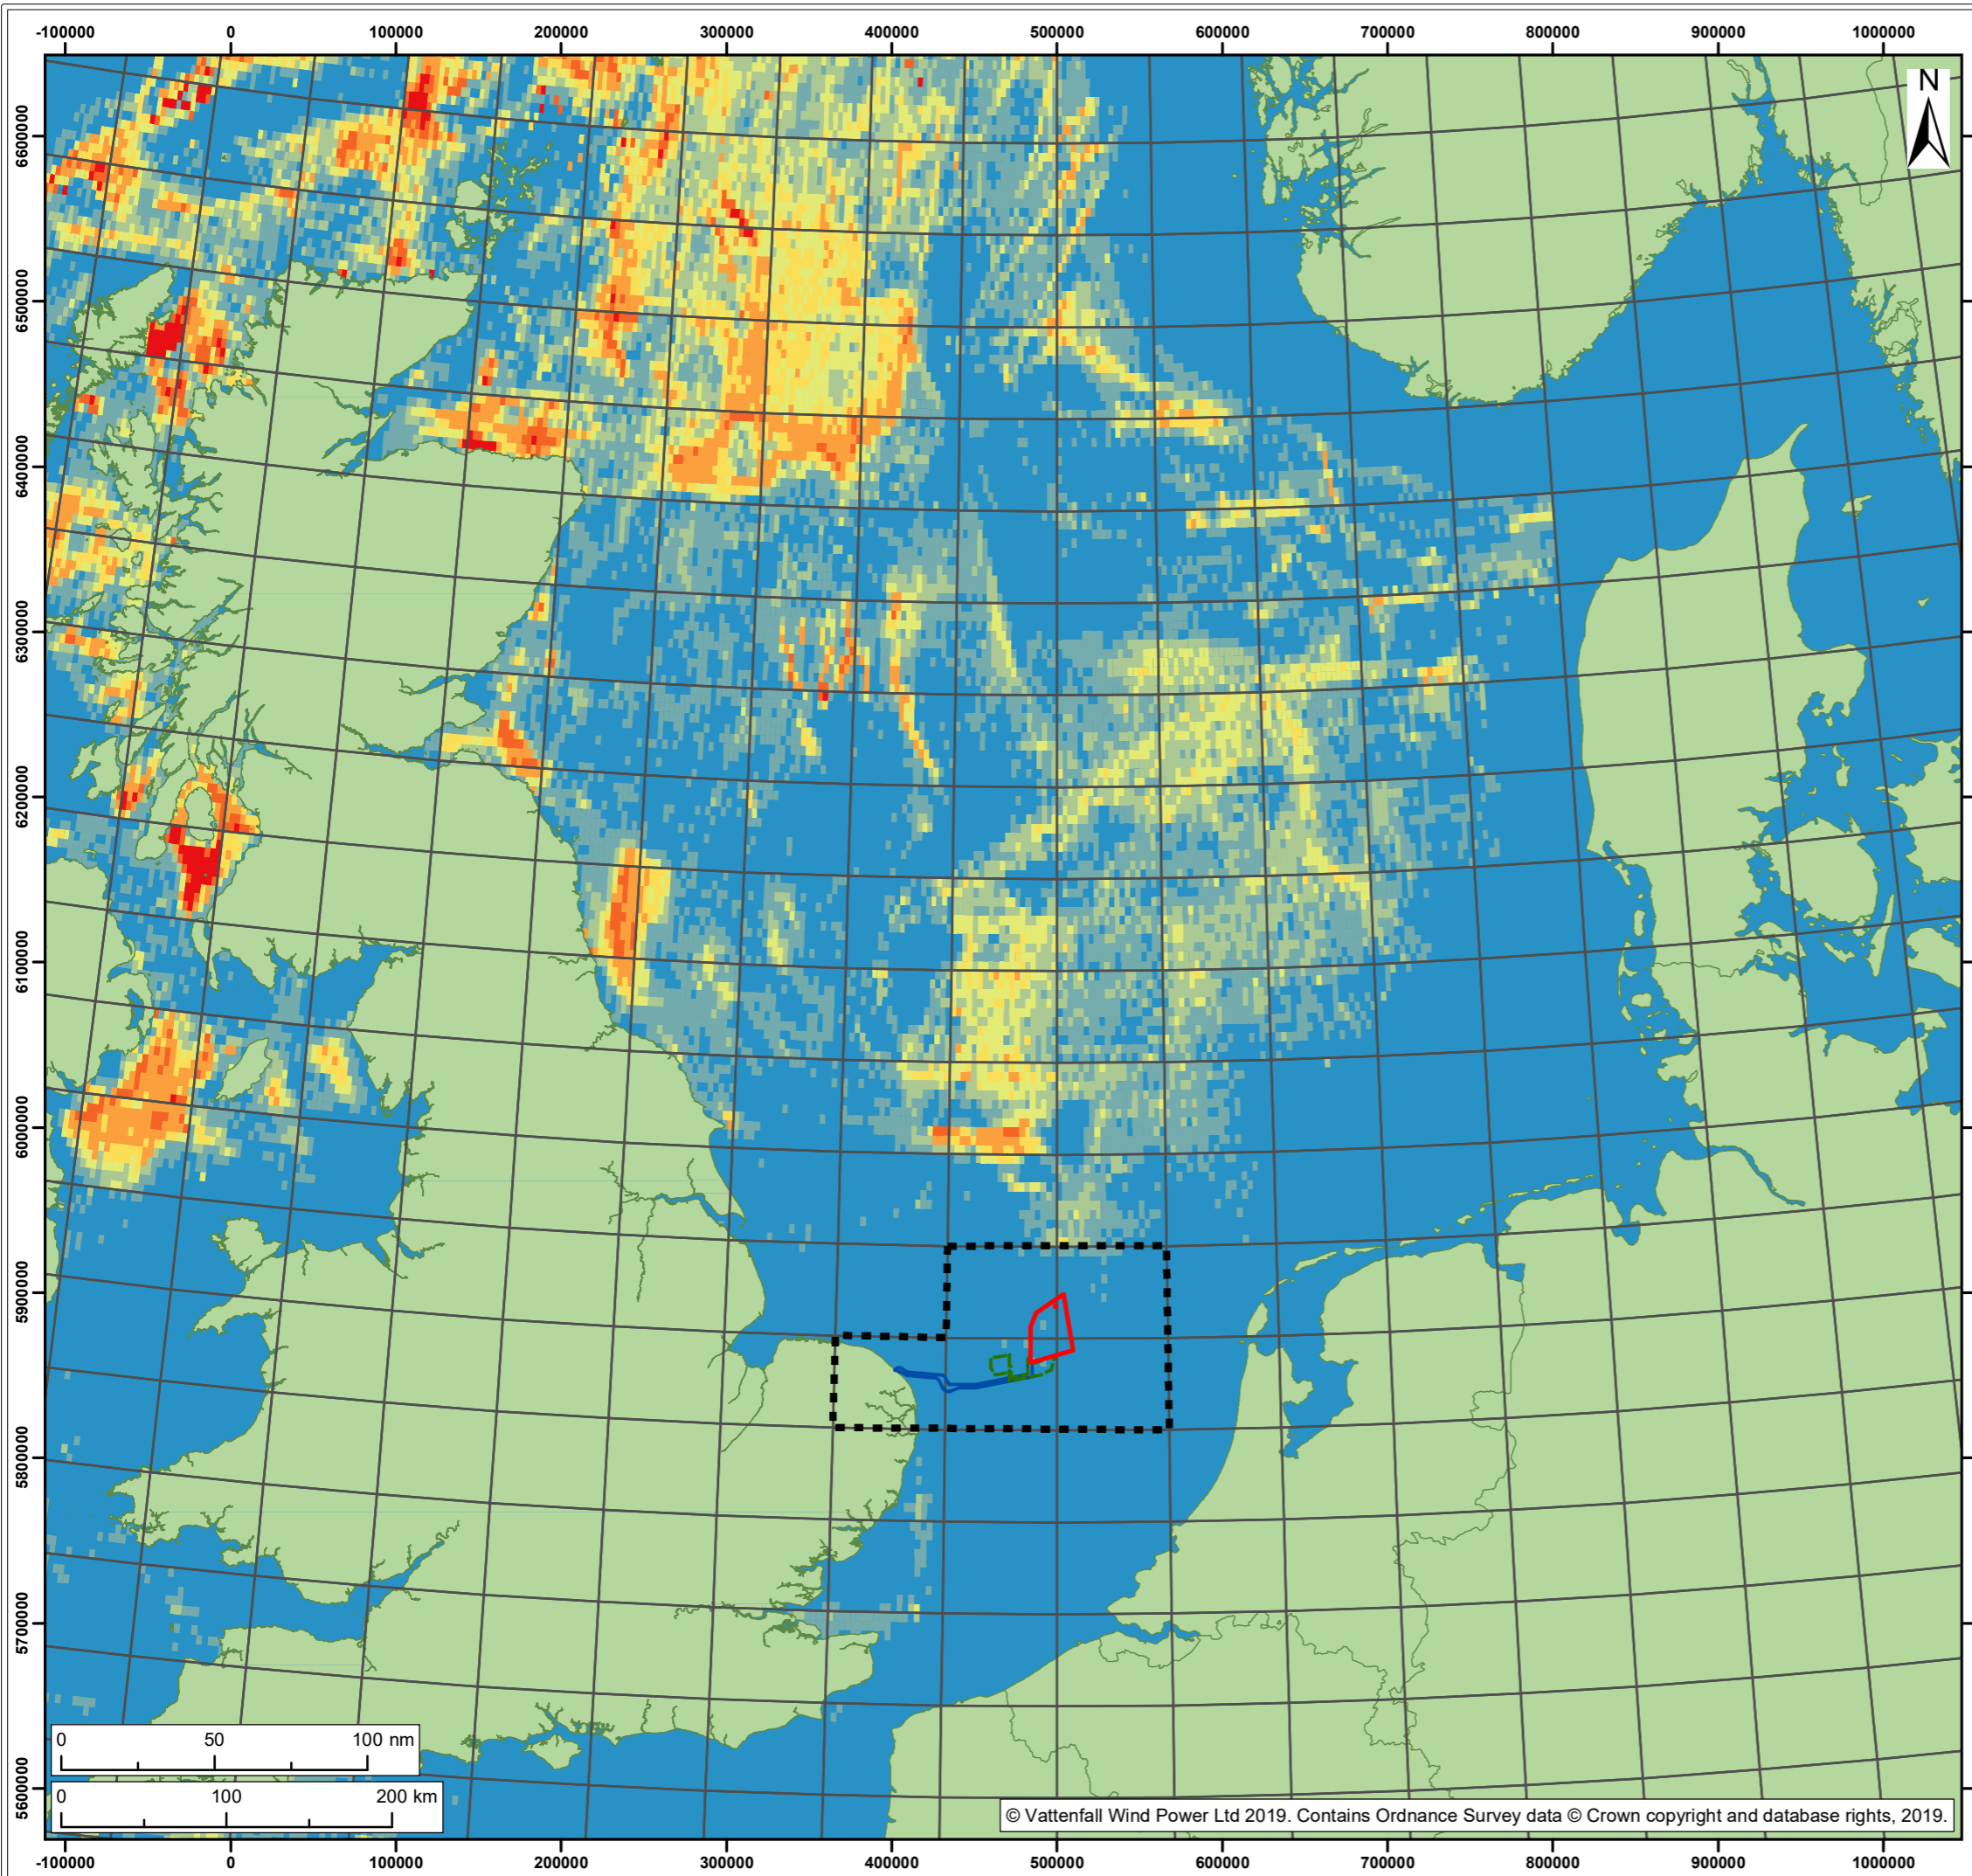 -100000 0 100000 200000 300000 400000 500000 600000 700000 800000 900000 1000000
N
6600000
6500000
6400000
6300000
6200000
6100000
6000000
5900000
5800000
5700000
5600000
0 50 100 nm
0 100 200 km
© Vattenfall Wind Power Ltd 2019. Contains Ordnance Survey data © Crown copyright and database rights, 2019.
-100000 0 100000 200000 300000 400000 500000 600000 700000 800000 900000 1000000